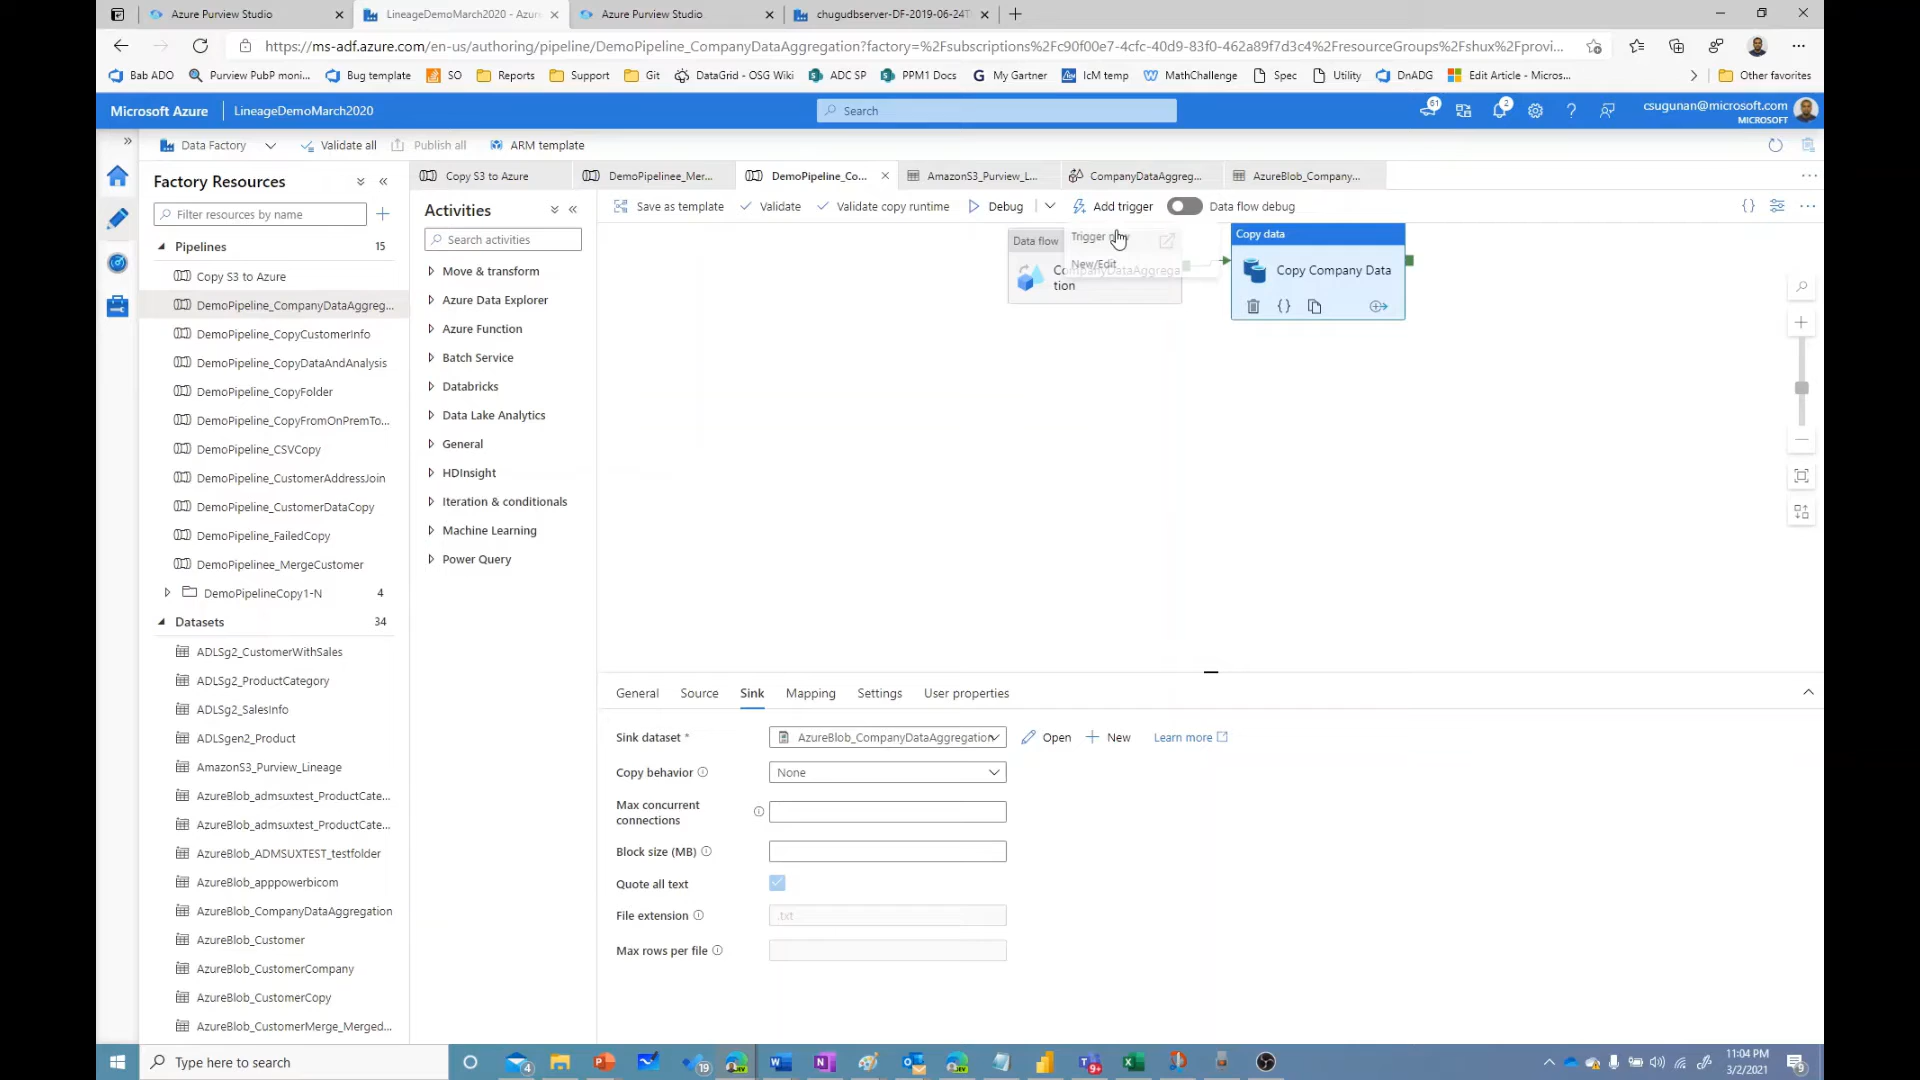 Azure Purview Studio
LineageDemoMarch2020 - Azure
Azure Purview Studio
chugudbserver-DF-2019-06-24T
https://ms-adf.azure.com/en-us/authoring/pipeline/DemoPipeline_CompanyDataAggregation?factory=%2Fsubscriptions%2Fc90f00e7-4cfc-40d9-83f0-462a89f7d3c4%2FresourceGroups%2Fshux%2Fprovi...
Bab ADO
Purview PubP moni...
Bug template
SO
Reports
Support
Git
DataGrid - OSG Wiki
ADC SP
PPM1 Docs
My Gartner
IcM temp
MathChallenge
Spec
Utility
DnADG
Edit Article - Micros...
Other favorites
Microsoft Azure
LineageDemoMarch2020
Search
61
2
csugunan@microsoft.com
MICROSOFT
Data Factory
Validate all
Publish all
ARM template
Factory Resources
Filter resources by name
Pipelines 15
Copy S3 to Azure
DemoPipeline_CompanyDataAggreg...
DemoPipeline_CopyCustomerInfo
DemoPipeline_CopyDataAndAnalysis
DemoPipeline_CopyFolder
DemoPipeline_CopyFromOnPremTo...
DemoPipeline_CSVCopy
DemoPipeline_CustomerAddressJoin
DemoPipeline_CustomerDataCopy
DemoPipeline_FailedCopy
DemoPipelinee_MergeCustomer
DemoPipelineCopy1-N 4
Datasets 34
ADLSg2_CustomerWithSales
ADLSg2_ProductCategory
ADLSg2_SalesInfo
ADLSgen2_Product
AmazonS3_Purview_Lineage
AzureBlob_admsuxtest_ProductCate...
AzureBlob_admsuxtest_ProductCate...
AzureBlob_ADMSUXTEST_testfolder
AzureBlob_apppowerbicom
AzureBlob_CompanyDataAggregation
AzureBlob_Customer
AzureBlob_CustomerCompany
AzureBlob_CustomerCopy
AzureBlob_CustomerMerge_Merged...
Copy S3 to Azure
DemoPipelinee_Mer...
DemoPipeline_Co...
AmazonS3_Purview_L...
CompanyDataAggreg...
AzureBlob_Company...
Activities
Search activities
Move & transform
Azure Data Explorer
Azure Function
Batch Service
Databricks
Data Lake Analytics
General
HDInsight
Iteration & conditionals
Machine Learning
Power Query
Save as template
Validate
Validate copy runtime
Debug
Add trigger
Data flow debug
Trigger
New/Edit
Data flow
CompanyDataAggrega
tion
Copy data
Copy Company Data
General
Source
Sink
Mapping
Settings
User properties
Sink dataset *
AzureBlob_CompanyDataAggregation
Open
New
Learn more
Copy behavior
None
Max concurrent
connections
Block size (MB)
Quote all text
File extension
.txt
Max rows per file
Type here to search
4
19
9+
11:04 PM
3/2/2021
9